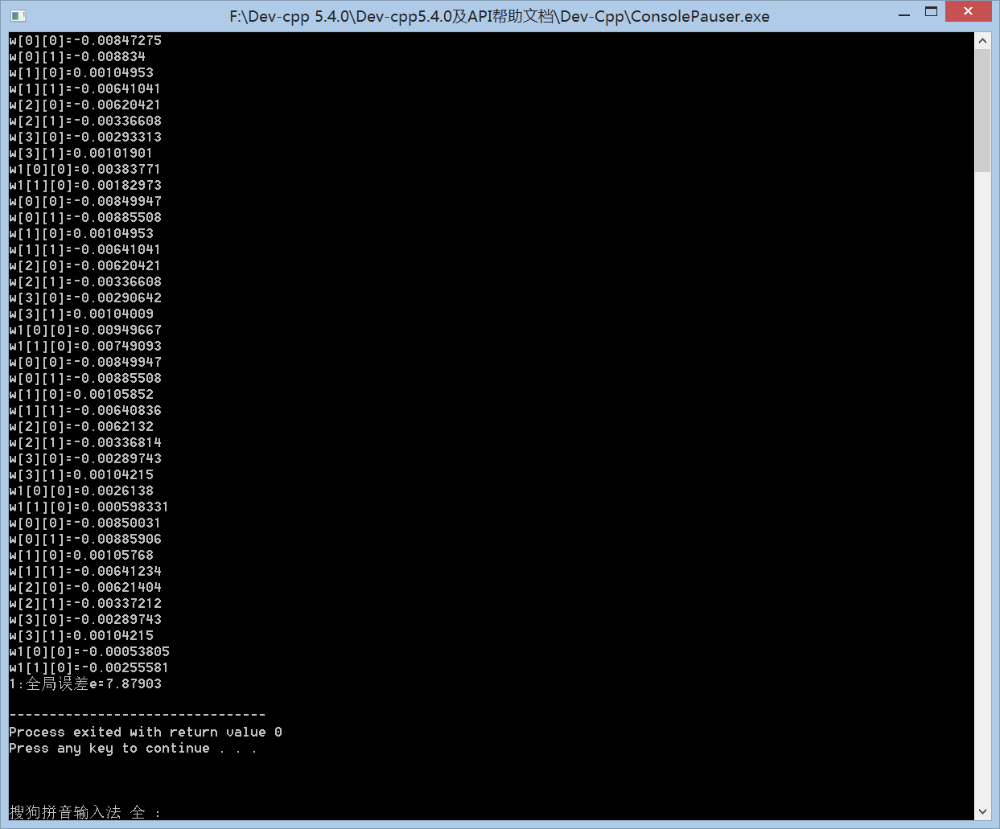 F:\Dev-cpp 5.4.0\Dev-cpp5.4.0及API帮助文档\Dev-Cpp\ConsolePauser.exe
w[0][0]=-0.00847275
w[0][1]=-0.008834
w[1][0]=0.00104953
w[1][1]=-0.00641041
w[2][0]=-0.00620421
w[2][1]=-0.00336608
w[3][0]=-0.00293313
w[3][1]=0.00101901
w1[0][0]=0.00383771
w1[1][0]=0.00182973
w[0][0]=-0.00849947
w[0][1]=-0.00885508
w[1][0]=0.00104953
w[1][1]=-0.00641041
w[2][0]=-0.00620421
w[2][1]=-0.00336608
w[3][0]=-0.00290642
w[3][1]=0.00104009
w1[0][0]=0.00949667
w1[1][0]=0.00749093
w[0][0]=-0.00849947
w[0][1]=-0.00885508
w[1][0]=0.00105852
w[1][1]=-0.00640836
w[2][0]=-0.0062132
w[2][1]=-0.00336814
w[3][0]=-0.00289743
w[3][1]=0.00104215
w1[0][0]=0.0026138
w1[1][0]=0.000598331
w[0][0]=-0.00850031
w[0][1]=-0.00885906
w[1][0]=0.00105768
w[1][1]=-0.00641234
w[2][0]=-0.00621404
w[2][1]=-0.00337212
w[3][0]=-0.00289743
w[3][1]=0.00104215
w1[0][0]=-0.00053805
w1[1][0]=-0.00255581
1:全局误差e=7.87903
--------------------------------
Process exited with return value 0
Press any key to continue . . .
搜狗拼音输入法 全 :